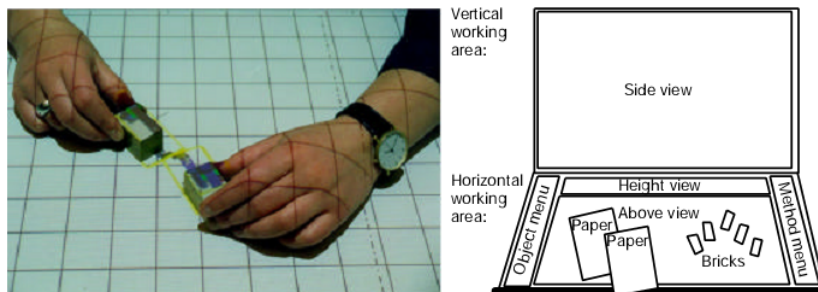 Vertical
working
area:
Side view
Horizontal
working
area:
Height view
Object menu
Method menu
Above view
Paper
Paper
Bricks